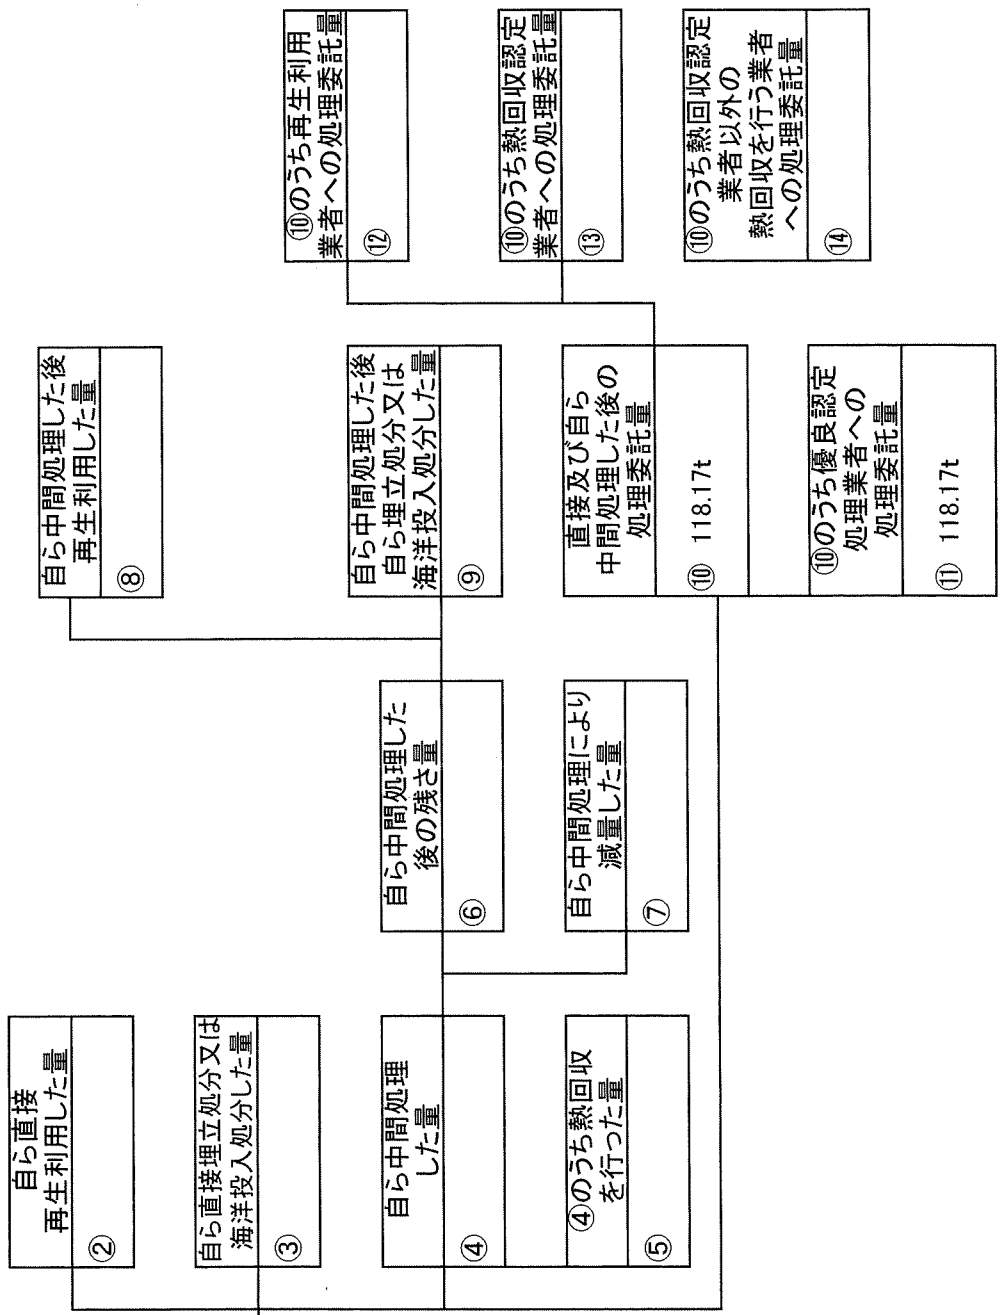 自ら直接
再生利用した量
②
自ら直接埋立処分又は
海洋投入処分した量
③
自ら中間処理
した量
④
④のうち熱回収
を行った量
⑤
自ら中間処理した
後の残さ量
⑥
自ら中間処理により
減量した量
⑦
自ら中間処理した後
再生利用した量
⑧
自ら中間処理した後
自ら埋立処分又は
海洋投入処分した量
⑨
直接及び自ら
中間処理した後の
処理委託量
⑩ 118.17t
⑩のうち優良認定
処理業者への
処理委託量
⑪ 118.17t
⑩のうち再生利用
業者への処理委託量
⑫
⑩のうち熱回収認定
業者への処理委託量
⑬
⑩のうち熱回収認定
業者以外の
熱回収を行う業者
への処理委託量
⑭